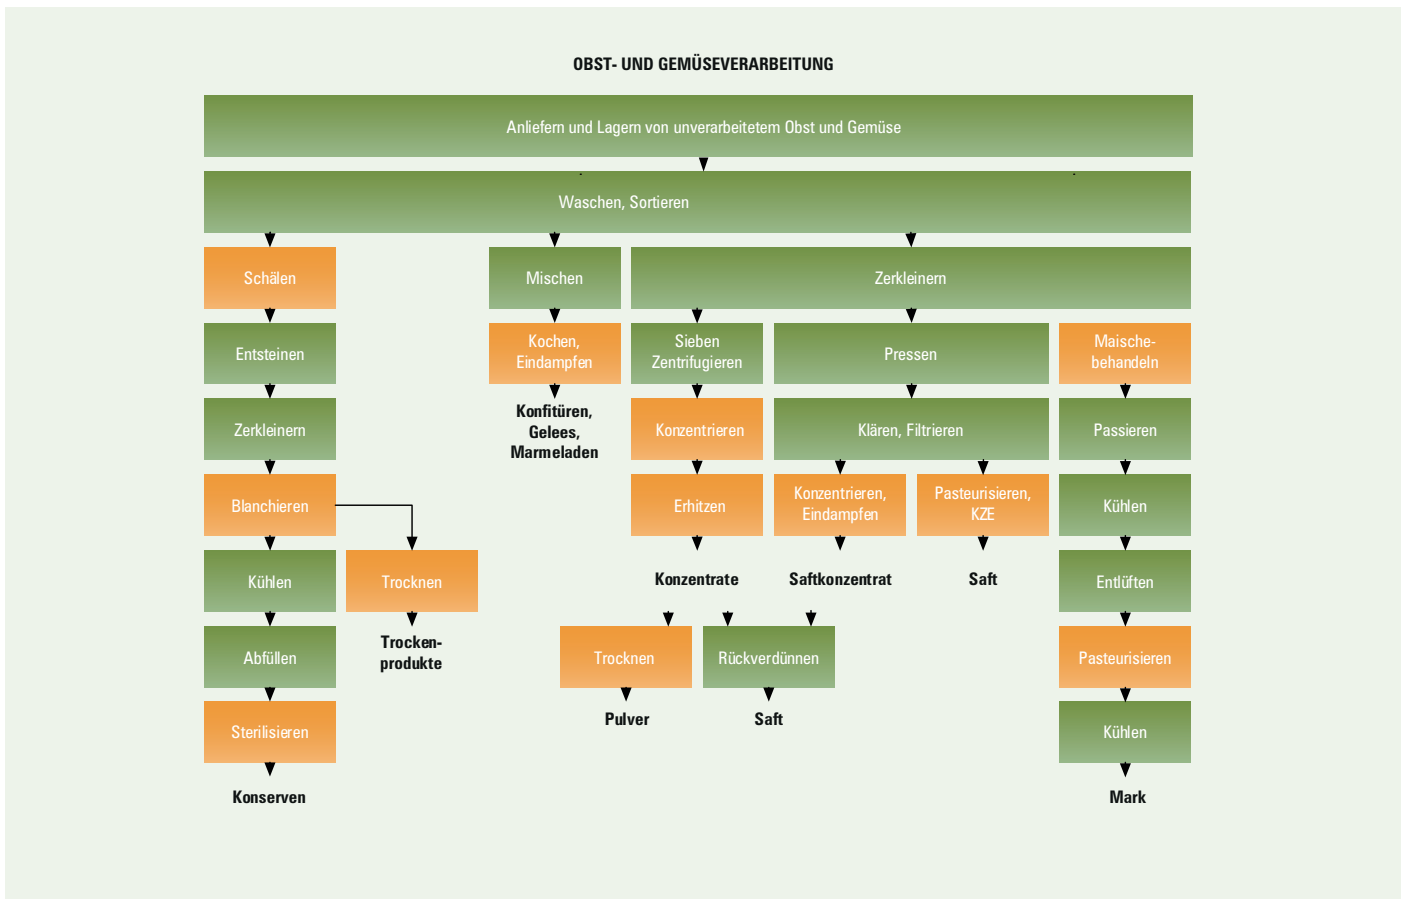 OBST- UND GEMÜSEVERARBEITUNG
Anliefern und Lagern von unverarbeitetem Obst und Gemüse
Waschen, Sortieren
Schälen
Mischen
Zerkleinern
Entsteinen
Kochen,
Eindampfen
Sieben
Zentrifugieren
Pressen
Maische-
behandeln
Zerkleinern
Konfitüren,
Gelees,
Marmeladen
Konzentrieren
Klären, Filtrieren
Passieren
Blanchieren
Erhitzen
Konzentrieren,
Eindampfen
Pasteurisieren,
KZE
Kühlen
Kühlen
Trocknen
Konzentrate
Saftkonzentrat
Saft
Entlüften
Abfüllen
Trocken-
produkte
Trocknen
Rückverdünnen
Pasteurisieren
Sterilisieren
Pulver
Saft
Kühlen
Konserven
Mark